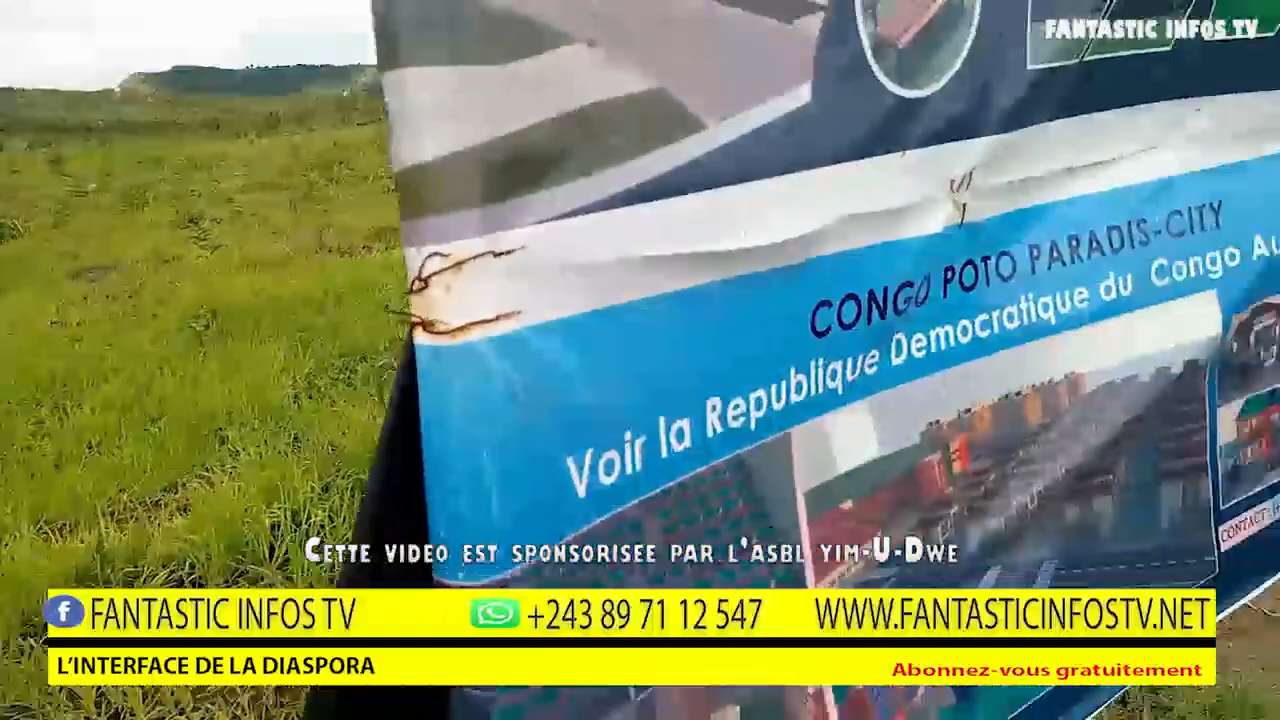 FANTASTIC INFOS TV
CONGO POTO PARADIS-CITY
Voir la Republique Democratique du Congo
CONTACT:
CETTE VIDEO EST SPONSORISEE PAR L'ASBL YIM-U-DWE
FANTASTIC INFOS TV
+243 89 71 12 547
WWW.FANTASTICINFOSTV.NET
L'INTERFACE DE LA DIASPORA
Abonnez-vous gratuitement